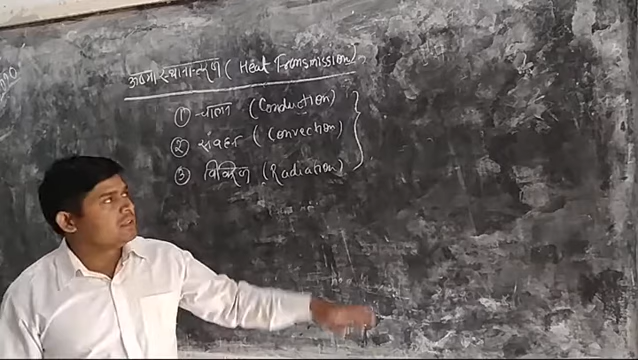 ऊष्मा स्थानान्तरण (Heat Transmission)
① चालन (Conduction)
② संवहन (Convection)
③ विकिरण (Radiation)